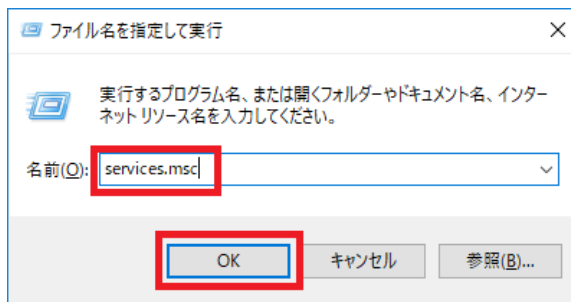 ファイル名を指定して実行
実行するプログラム名、または開くフォルダーやドキュメント名、インター
ネット リソース名を入力してください。
名前(O): services.msc
OK キャンセル 参照(B)...